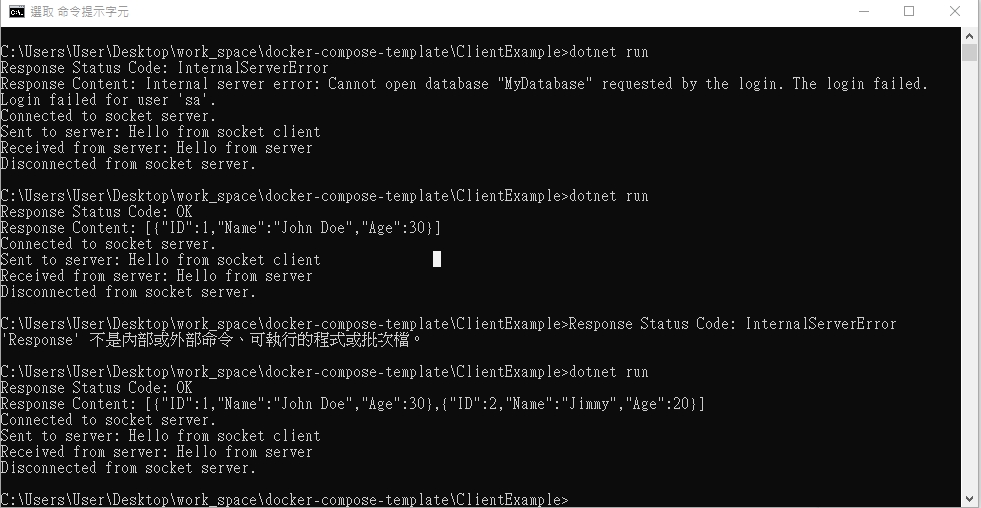 選取 命令提示字元
C:\Users\User\Desktop\work_space\docker-compose-template\ClientExample>dotnet run
Response Status Code: InternalServerError
Response Content: Internal server error: Cannot open database "MyDatabase" requested by the login. The login failed.
Login failed for user 'sa'.
Connected to socket server.
Sent to server: Hello from socket client
Received from server: Hello from server
Disconnected from socket server.
C:\Users\User\Desktop\work_space\docker-compose-template\ClientExample>dotnet run
Response Status Code: OK
Response Content: [{"ID":1,"Name":"John Doe","Age":30}]
Connected to socket server.
Sent to server: Hello from socket client
Received from server: Hello from server
Disconnected from socket server.
C:\Users\User\Desktop\work_space\docker-compose-template\ClientExample>Response Status Code: InternalServerError
'Response' 不是內部或外部命令、可執行的程式或批次檔。
C:\Users\User\Desktop\work_space\docker-compose-template\ClientExample>dotnet run
Response Status Code: OK
Response Content: [{"ID":1,"Name":"John Doe","Age":30},{"ID":2,"Name":"Jimmy","Age":20}]
Connected to socket server.
Sent to server: Hello from socket client
Received from server: Hello from server
Disconnected from socket server.
C:\Users\User\Desktop\work_space\docker-compose-template\ClientExample>